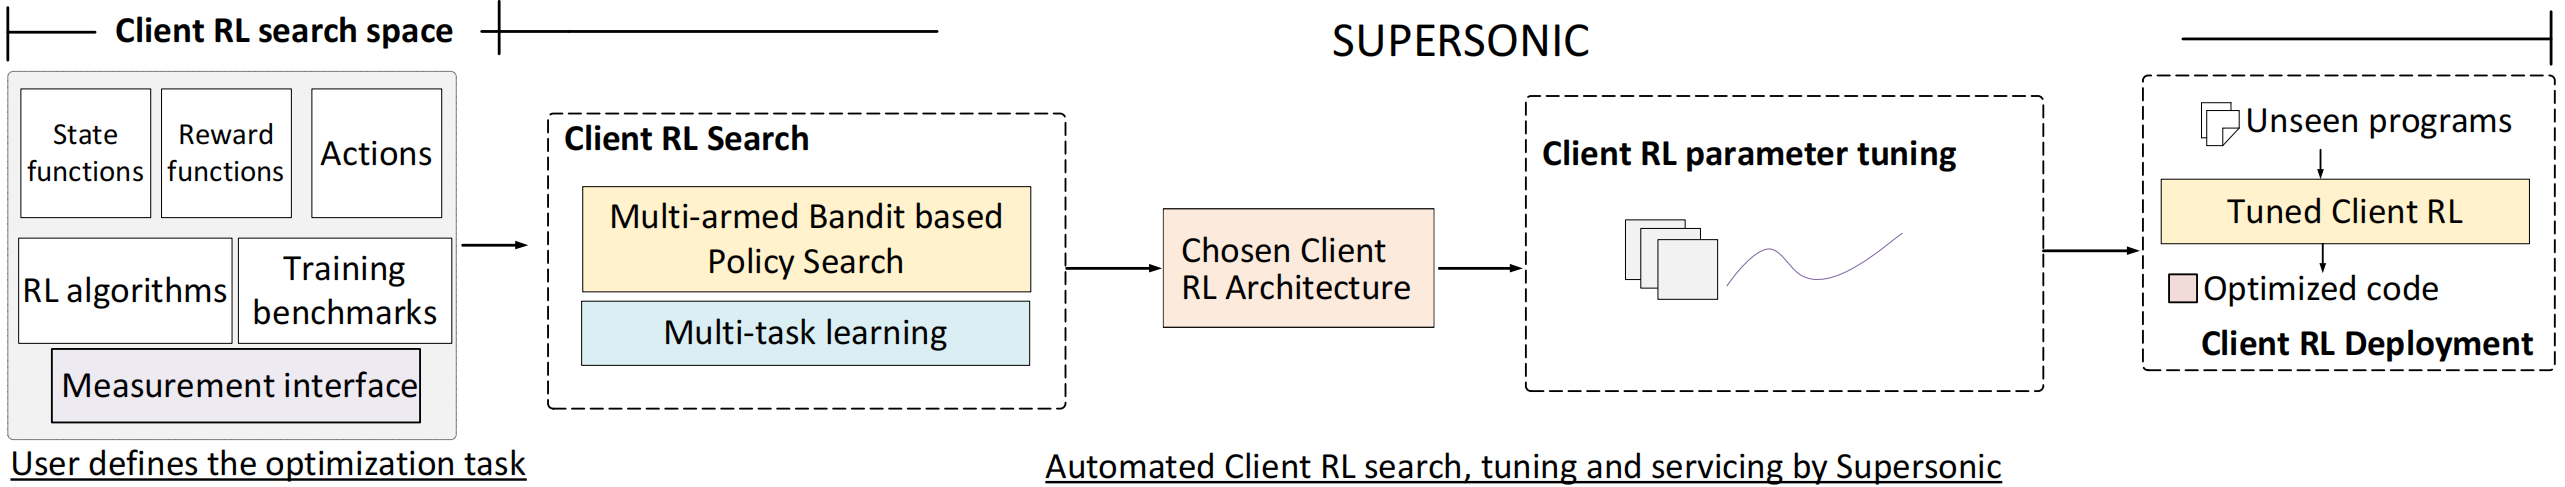 Client RL search space
SUPERSONIC
State
functions
Reward
functions
Actions
RL algorithms
Training
benchmarks
Measurement interface
User defines the optimization task
Client RL Search
Multi-armed Bandit based
Policy Search
Multi-task learning
Chosen Client
RL Architecture
Client RL parameter tuning
Unseen programs
Tuned Client RL
Optimized code
Client RL Deployment
Automated Client RL search, tuning and servicing by Supersonic